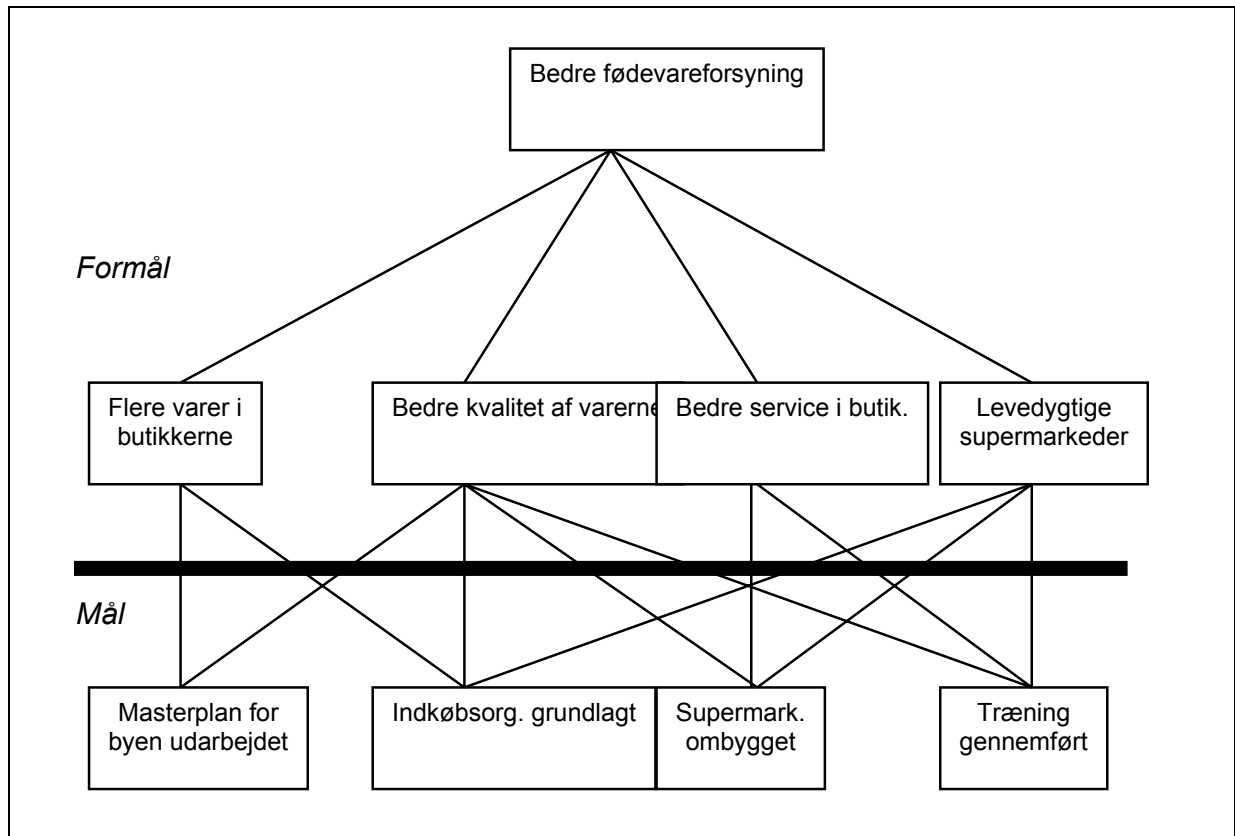 Bedre fødevareforsyning
Formål
Flere varer i
butikkerne
Bedre kvalitet af varerne
Bedre service i butik.
Levedygtige
supermarkeder
Mål
Masterplan for
byen udarbejdet
Indkøbsorg. grundlagt
Supermark.
ombygget
Træning
gennemført